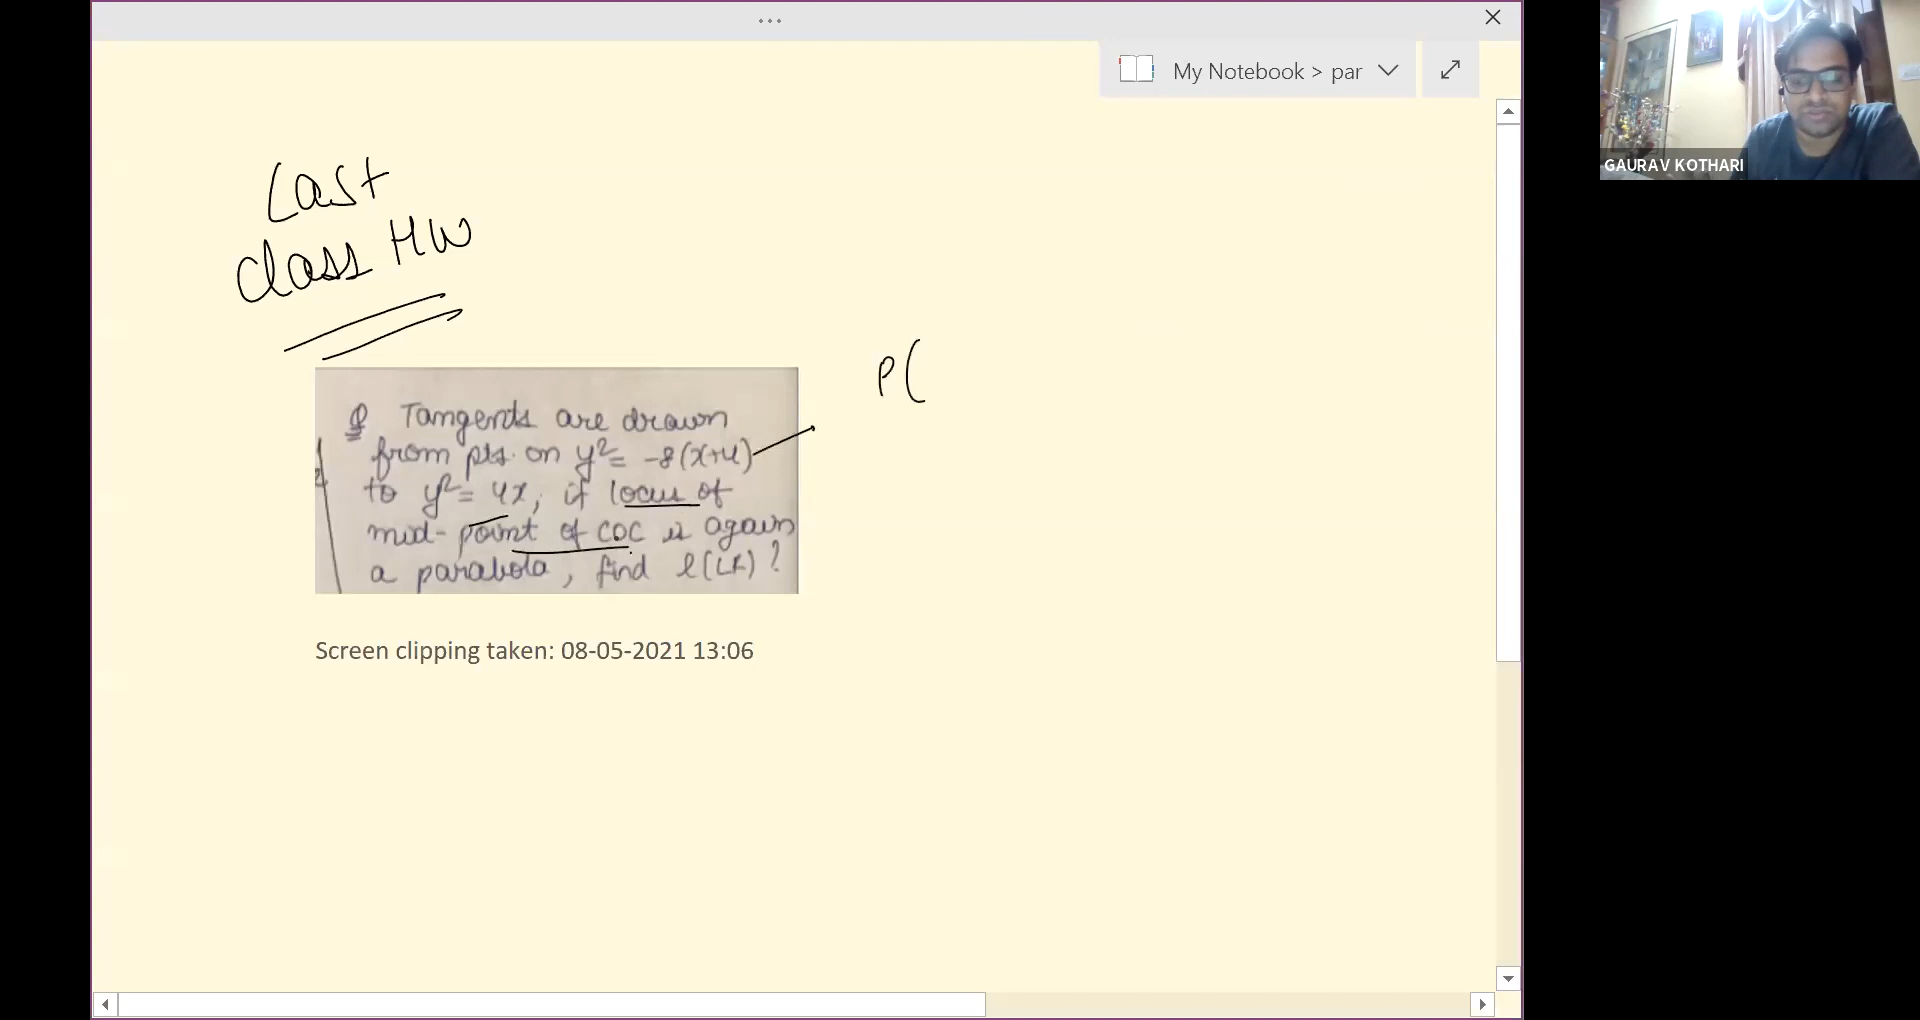 My Notebook > par
GAURAV KOTHARI
Last
class HW
P(
Q Tangents are drawn
from pts. on y²= -8(x+4)
to y²= 4x, if locus of
mid-point of COC is again
a parabola, find l(LR)?
Screen clipping taken: 08-05-2021 13:06